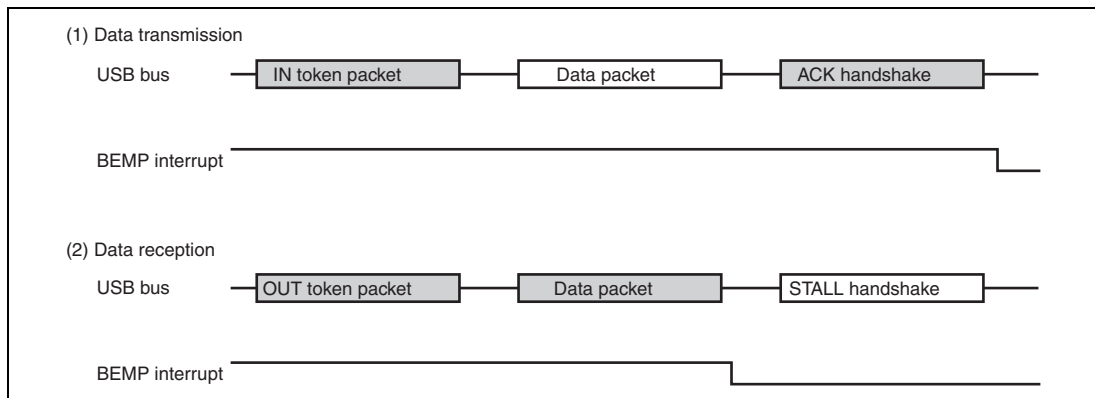 (1) Data transmission
USB bus IN token packet Data packet ACK handshake
BEMP interrupt
(2) Data reception
USB bus OUT token packet Data packet STALL handshake
BEMP interrupt